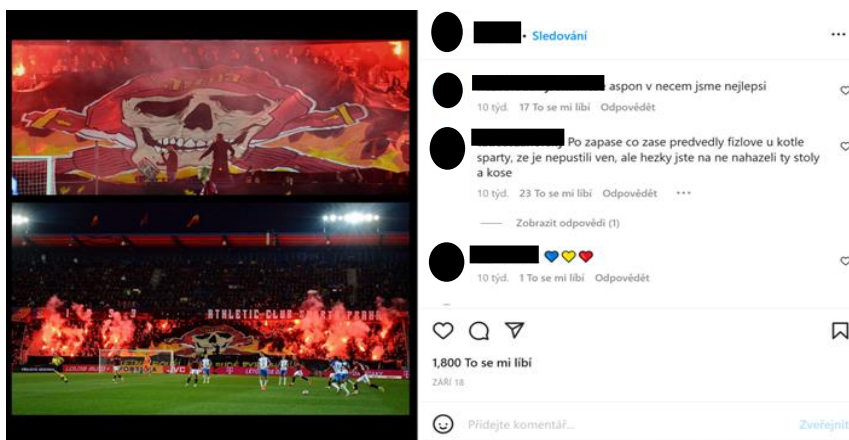 • Sledování
aspon v necem jsme nejlepsi
10 týd. 17 To se mi líbí Odpovědět
Po zapase co zase predvedly fizlove u kotle
sparty, ze je nepustili ven, ale hezky jste na ne nahazeli ty stoly
a kose
10 týd. 23 To se mi líbí Odpovědět
Zobrazit odpovědi (1)
10 týd. 1 To se mi líbí Odpovědět
1,800 To se mi líbí
ZÁŘÍ 18
Přidejte komentář...
Zveřejnit
1893
ATHLETIC CLUB SPARTA PRAHA
JVC